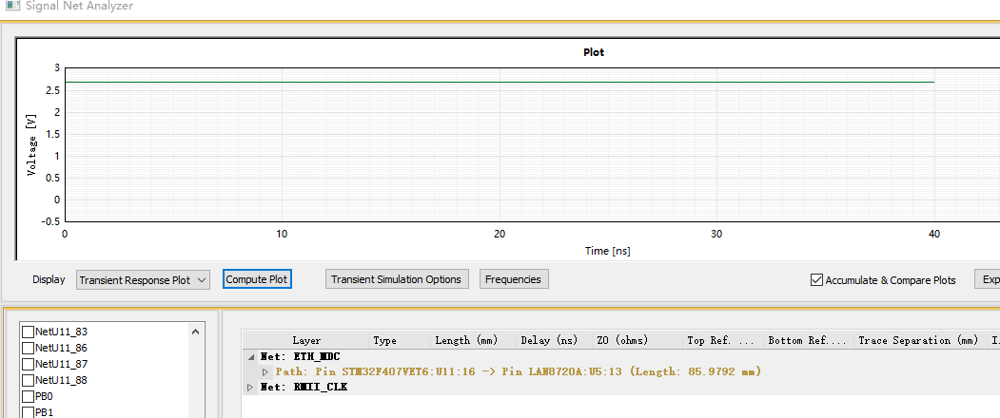 Signal Net Analyzer
Plot
3
2.5
2
1.5
1
0.5
0
-0.5
Voltage [V]
0 10 20 30 40
Time [ns]
Display Transient Response Plot Compute Plot Transient Simulation Options Frequencies Accumulate & Compare Plots Exp
NetU11_83
NetU11_86
NetU11_87
NetU11_88
PB0
PB1
Layer Type Length (mm) Delay (ns) Z0 (ohms) Top Ref. ... Bottom Ref.... Trace Separation (mm) I.
Net: ETH_MDC
Path: Pin STM32F407VET6:U11:16 -> Pin LAN8720A:U5:13 (Length: 85.9792 mm)
Net: RMII_CLK